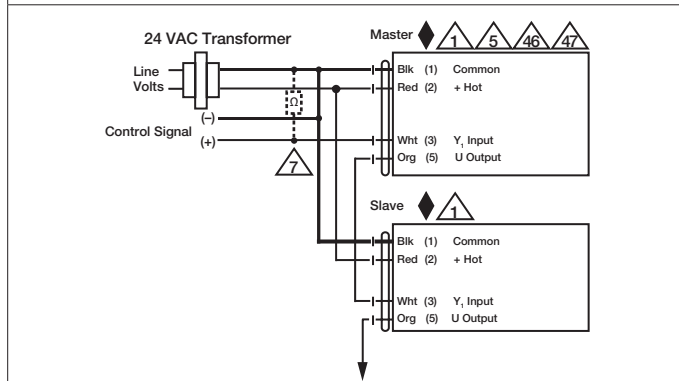 24 VAC Transformer
Line
Volts
(–)
Control Signal
(+)
Ω
7
Master 1 5 46 47
Blk (1) Common
Red (2) + Hot
Wht (3) Y₁ Input
Org (5) U Output
Slave 1
Blk (1) Common
Red (2) + Hot
Wht (3) Y₁ Input
Org (5) U Output